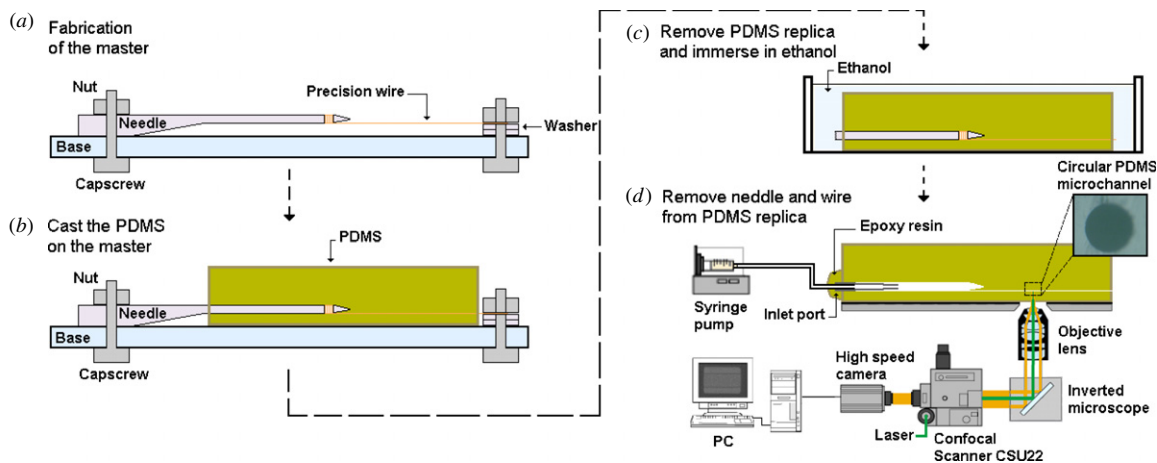 (a) Fabrication
of the master
Nut
Precision wire
Needle
Washer
Base
Capscrew
(b) Cast the PDMS
on the master
PDMS
Nut
Needle
Base
Capscrew
(c) Remove PDMS replica
and immerse in ethanol
Ethanol
Circular PDMS
microchannel
(d) Remove neddle and wire
from PDMS replica
Epoxy resin
Syringe
pump
Inlet port
Objective
lens
High speed
camera
Inverted
microscope
PC
Laser
Confocal
Scanner CSU22